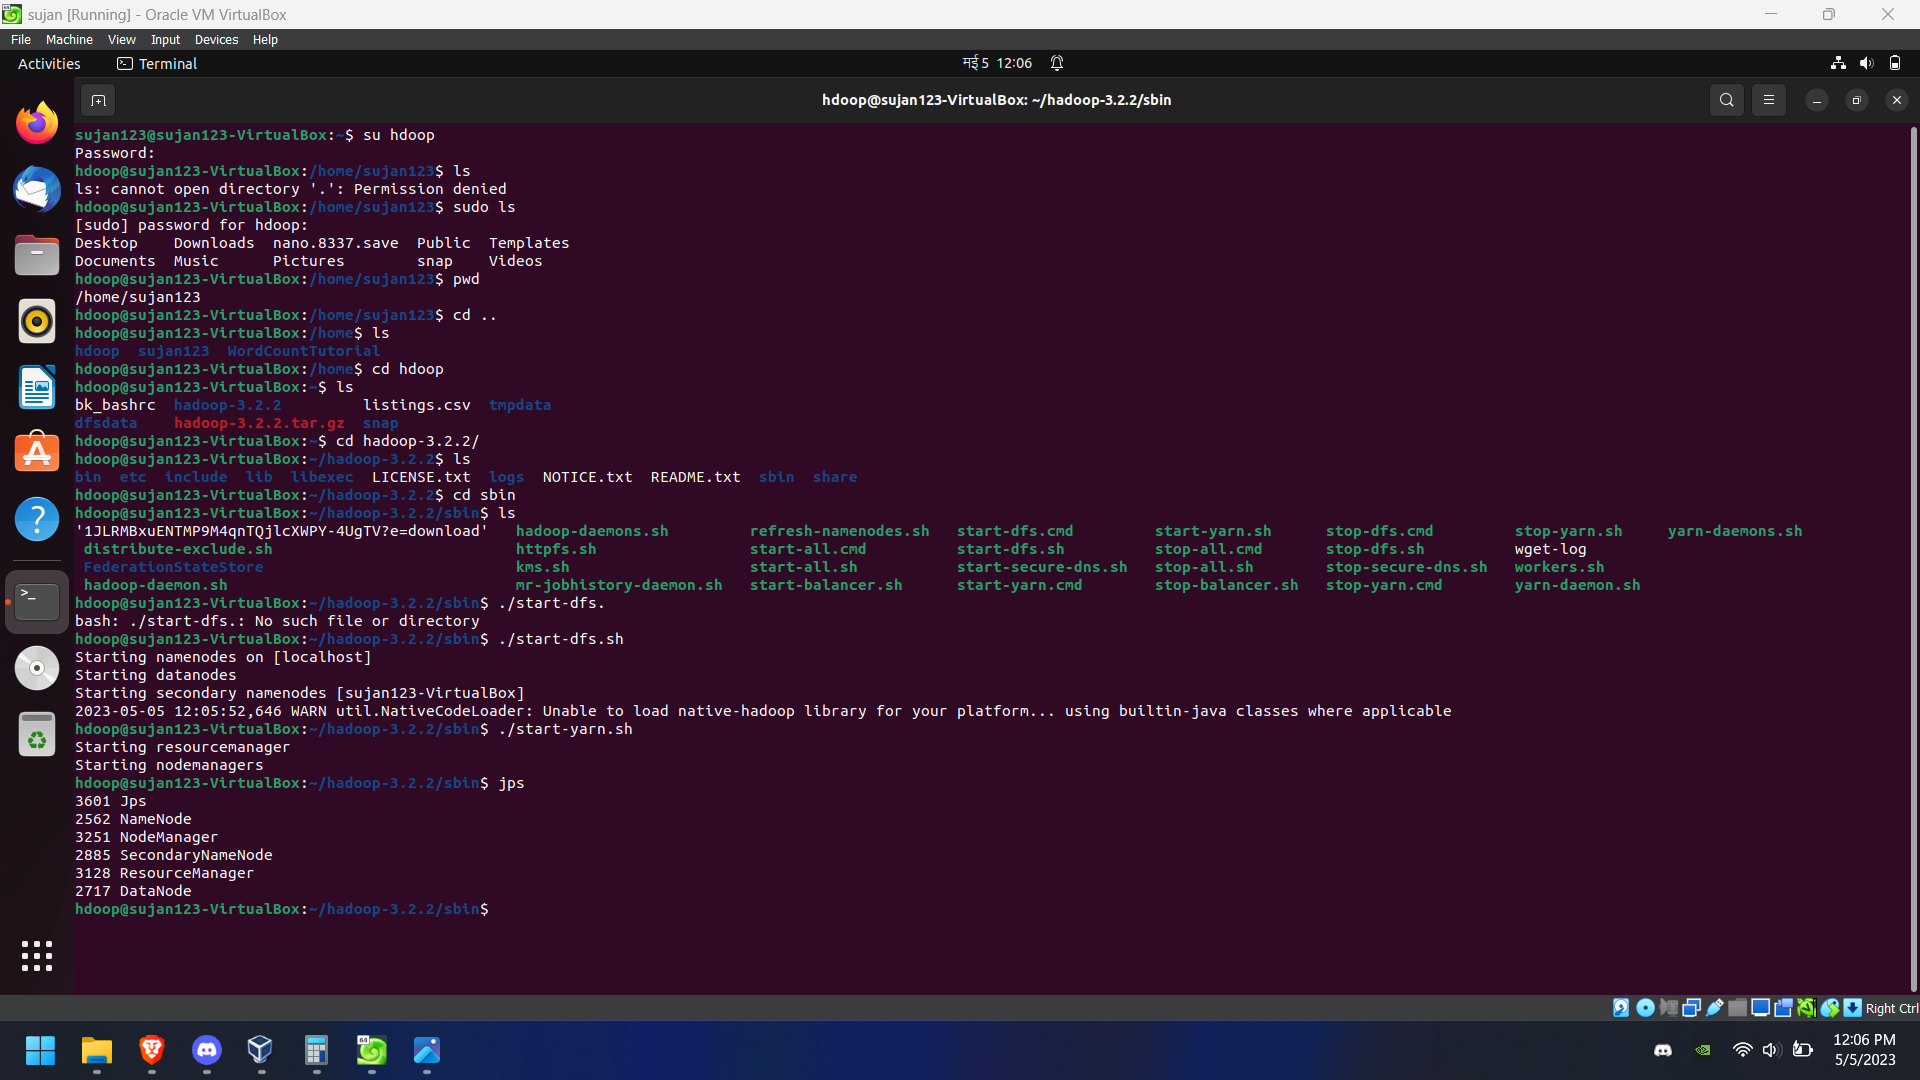 sujan [Running] - Oracle VM VirtualBox
File Machine View Input Devices Help
Activities Terminal मई 5 12:06
hdoop@sujan123-VirtualBox: ~/hadoop-3.2.2/sbin
sujan123@sujan123-VirtualBox:~$ su hdoop
Password:
hdoop@sujan123-VirtualBox:/home/sujan123$ ls
ls: cannot open directory '.': Permission denied
hdoop@sujan123-VirtualBox:/home/sujan123$ sudo ls
[sudo] password for hdoop:
Desktop Downloads nano.8337.save Public Templates
Documents Music Pictures snap Videos
hdoop@sujan123-VirtualBox:/home/sujan123$ pwd
/home/sujan123
hdoop@sujan123-VirtualBox:/home/sujan123$ cd ..
hdoop@sujan123-VirtualBox:/home$ ls
hdoop sujan123 WordCountTutorial
hdoop@sujan123-VirtualBox:/home$ cd hdoop
hdoop@sujan123-VirtualBox:~$ ls
bk_bashrc hadoop-3.2.2 listings.csv tmpdata
dfsdata hadoop-3.2.2.tar.gz snap
hdoop@sujan123-VirtualBox:~$ cd hadoop-3.2.2/
hdoop@sujan123-VirtualBox:~/hadoop-3.2.2$ ls
bin etc include lib libexec LICENSE.txt logs NOTICE.txt README.txt sbin share
hdoop@sujan123-VirtualBox:~/hadoop-3.2.2$ cd sbin
hdoop@sujan123-VirtualBox:~/hadoop-3.2.2/sbin$ ls
'1JLRMBxuENTMP9M4qnTQjlcXWPY-4UgTV?e=download' hadoop-daemons.sh refresh-namenodes.sh start-dfs.cmd start-yarn.sh stop-dfs.cmd stop-yarn.sh yarn-daemons.sh
distribute-exclude.sh httpfs.sh start-all.cmd start-dfs.sh stop-all.cmd stop-dfs.sh wget-log
FederationStateStore kms.sh start-all.sh start-secure-dns.sh stop-all.sh stop-secure-dns.sh workers.sh
hadoop-daemon.sh mr-jobhistory-daemon.sh start-balancer.sh start-yarn.cmd stop-balancer.sh stop-yarn.cmd yarn-daemon.sh
hdoop@sujan123-VirtualBox:~/hadoop-3.2.2/sbin$ ./start-dfs.
bash: ./start-dfs.: No such file or directory
hdoop@sujan123-VirtualBox:~/hadoop-3.2.2/sbin$ ./start-dfs.sh
Starting namenodes on [localhost]
Starting datanodes
Starting secondary namenodes [sujan123-VirtualBox]
2023-05-05 12:05:52,646 WARN util.NativeCodeLoader: Unable to load native-hadoop library for your platform... using builtin-java classes where applicable
hdoop@sujan123-VirtualBox:~/hadoop-3.2.2/sbin$ ./start-yarn.sh
Starting resourcemanager
Starting nodemanagers
hdoop@sujan123-VirtualBox:~/hadoop-3.2.2/sbin$ jps
3601 Jps
2562 NameNode
3251 NodeManager
2885 SecondaryNameNode
3128 ResourceManager
2717 DataNode
hdoop@sujan123-VirtualBox:~/hadoop-3.2.2/sbin$
Right Ctrl
12:06 PM
5/5/2023